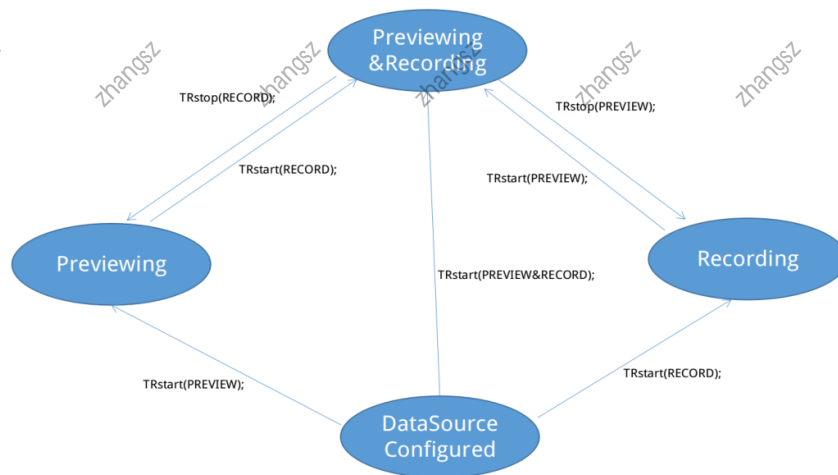 Previewing
&Recording
zhangsz
zhangsz
zhangsz
zhangsz
zhangsz
TRstop(RECORD);
TRstop(PREVIEW);
TRstart(RECORD);
TRstart(PREVIEW);
Previewing
Recording
TRstart(PREVIEW&RECORD);
TRstart(PREVIEW);
TRstart(RECORD);
DataSource
Configured